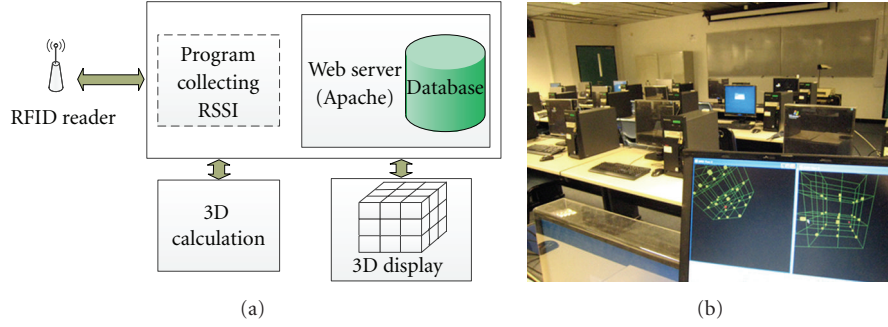 RFID reader
Program
collecting
RSSI
Web server
(Apache)
Database
3D
calculation
3D display
(a)
(b)